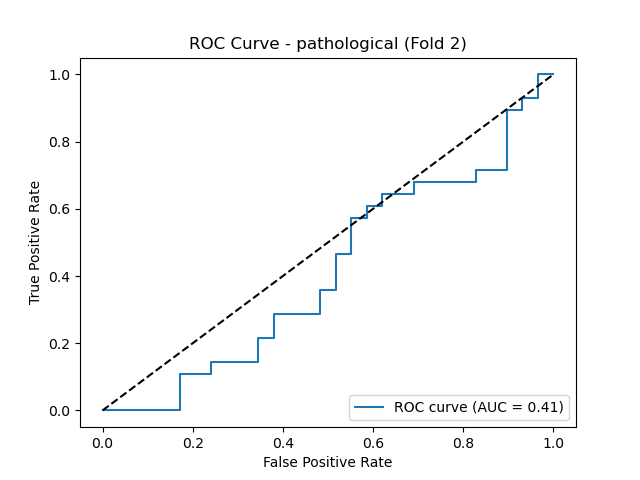 ROC Curve - pathological (Fold 2)
1.0
0.8
0.6
0.4
0.2
0.0
True Positive Rate
ROC curve (AUC = 0.41)
0.0 0.2 0.4 0.6 0.8 1.0
False Positive Rate